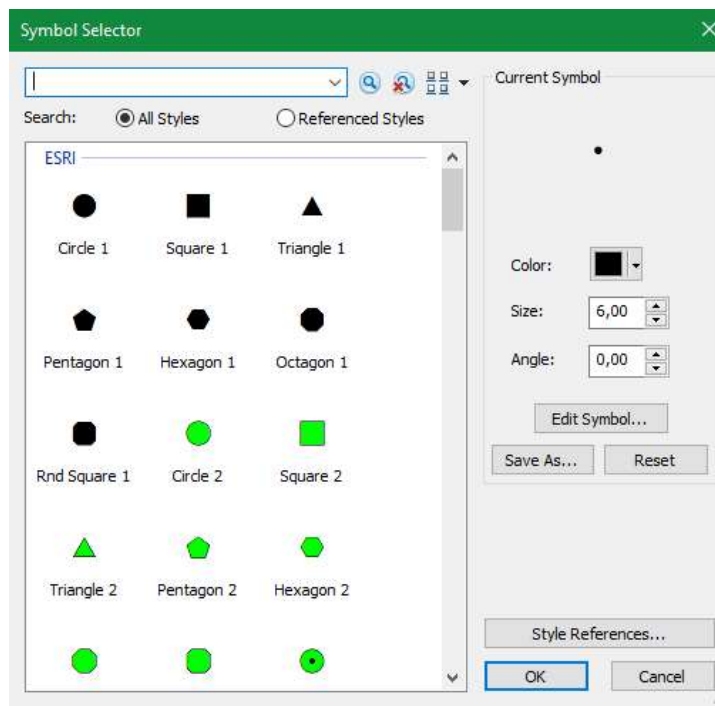 Symbol Selector
Search:
All Styles
Referenced Styles
ESRI
Circle 1
Square 1
Triangle 1
Pentagon 1
Hexagon 1
Octagon 1
Rnd Square 1
Circle 2
Square 2
Triangle 2
Pentagon 2
Hexagon 2
Current Symbol
Color:
Size:
6,00
Angle:
0,00
Edit Symbol...
Save As...
Reset
Style References...
OK
Cancel